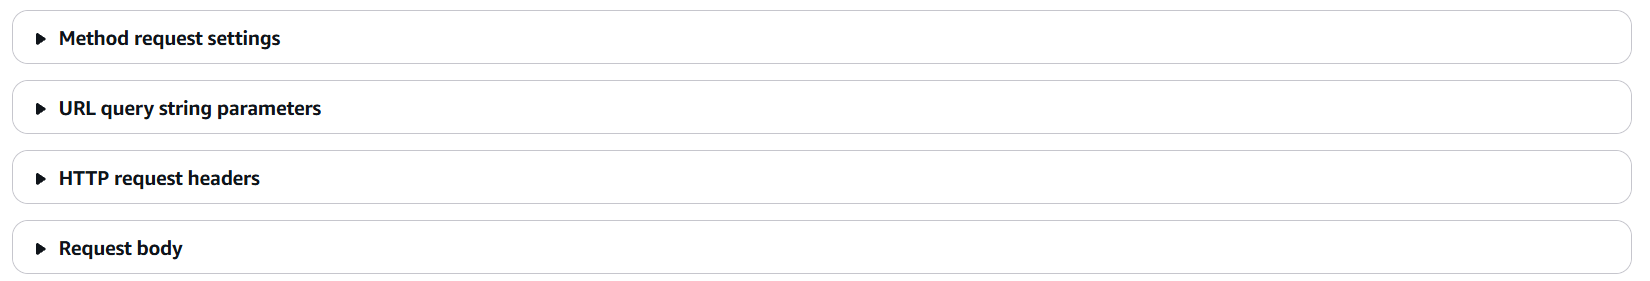 Method request settings
URL query string parameters
HTTP request headers
Request body